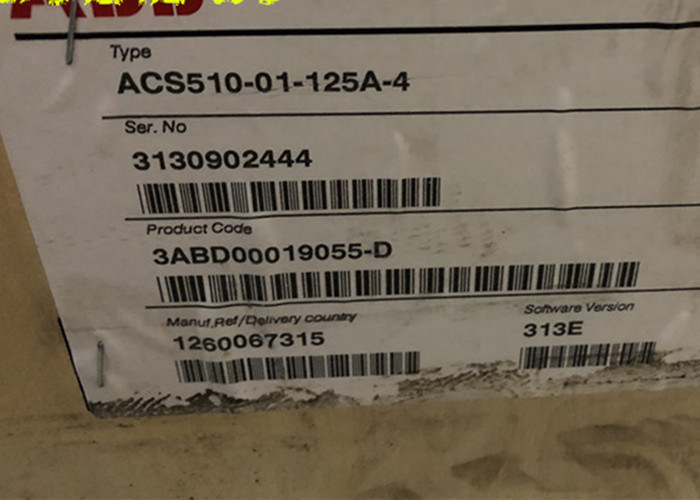 ABB
Type
ACS510-01-125A-4
Ser. No
3130902444
Product Code
3ABD00019055-D
Manuf.Ref/Delivery country
1260067315
Software Version
313E